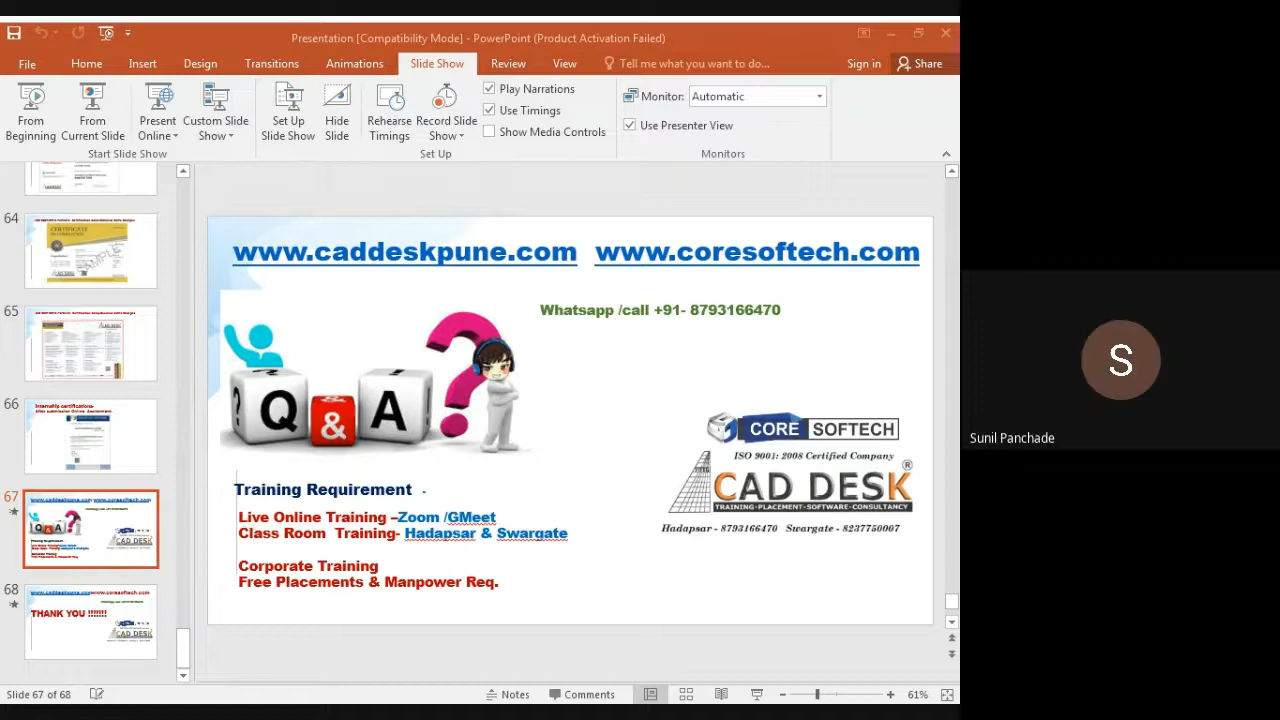 Presentation [Compatibility Mode] - PowerPoint (Product Activation Failed)
File Home Insert Design Transitions Animations Slide Show Review View Tell me what you want to do... Sign in Share
From Beginning
From Current Slide
Present Online
Custom Slide Show
Start Slide Show
Set Up Slide Show
Hide Slide
Rehearse Timings
Record Slide Show
Play Narrations
Use Timings
Show Media Controls
Set Up
Monitor: Automatic
Use Presenter View
Monitors
64
65
66
Internship certifications-
67
68
THANK YOU !!!!!!!
CAD DESK
www.caddeskpune.com www.coresoftech.com
Whatsapp /call +91- 8793166470
Q & A
CORE SOFTECH
ISO 9001: 2008 Certified Company
CAD DESK ®
TRAINING•PLACEMENT•SOFTWARE•CONSULTANCY
Hadapsar - 8793166470 Swargate - 8237750007
Training Requirement -
Live Online Training –Zoom /GMeet
Class Room Training- Hadapsar & Swargate
Corporate Training
Free Placements & Manpower Req.
S
Sunil Panchade
Slide 67 of 68
Notes
Comments
61%